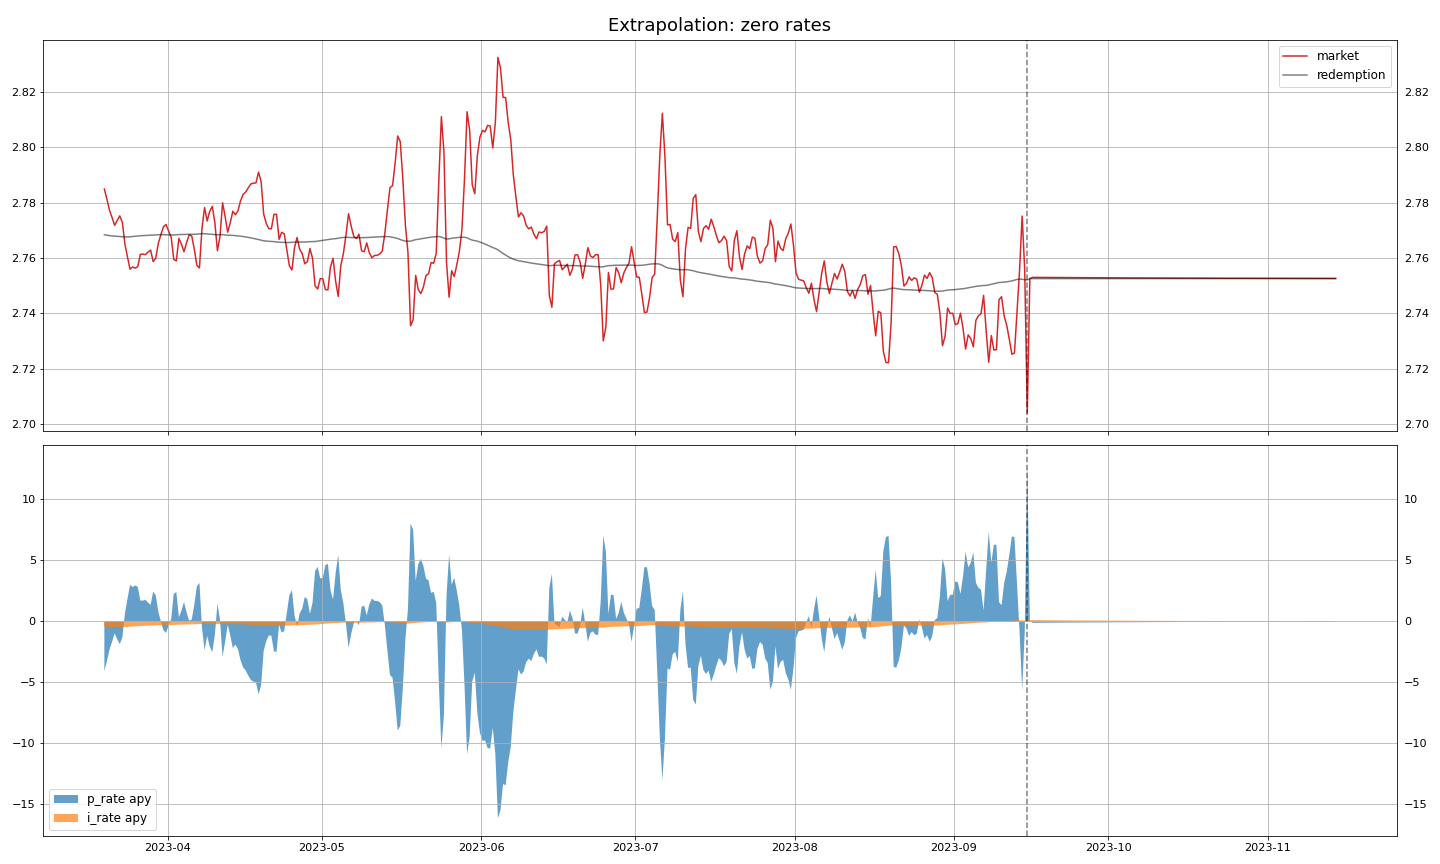 Extrapolation: zero rates
market
redemption
2.82 2.82
2.80 2.80
2.78 2.78
2.76 2.76
2.74 2.74
2.72 2.72
2.70 2.70
10 10
5 5
0 0
−5 −5
−10 −10
−15 −15
p_rate apy
i_rate apy
2023-04 2023-05 2023-06 2023-07 2023-08 2023-09 2023-10 2023-11